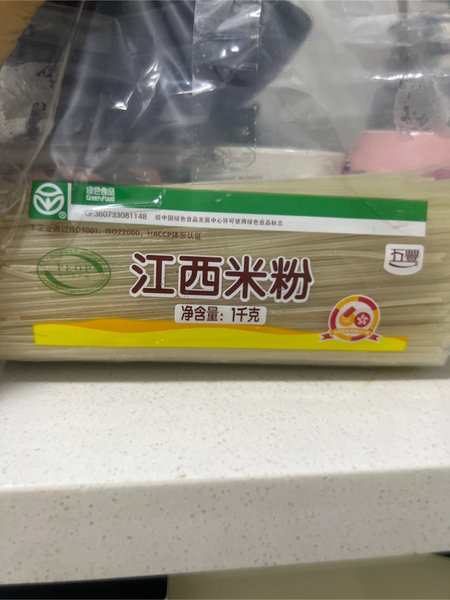 绿色食品
GreenFood
GF360733081148 经中国绿色食品发展中心许可使用绿色食品标志
本企业通过ISO9001、ISO22000、HACCP体系认证
五豐
江西米粉
净含量：1千克
60